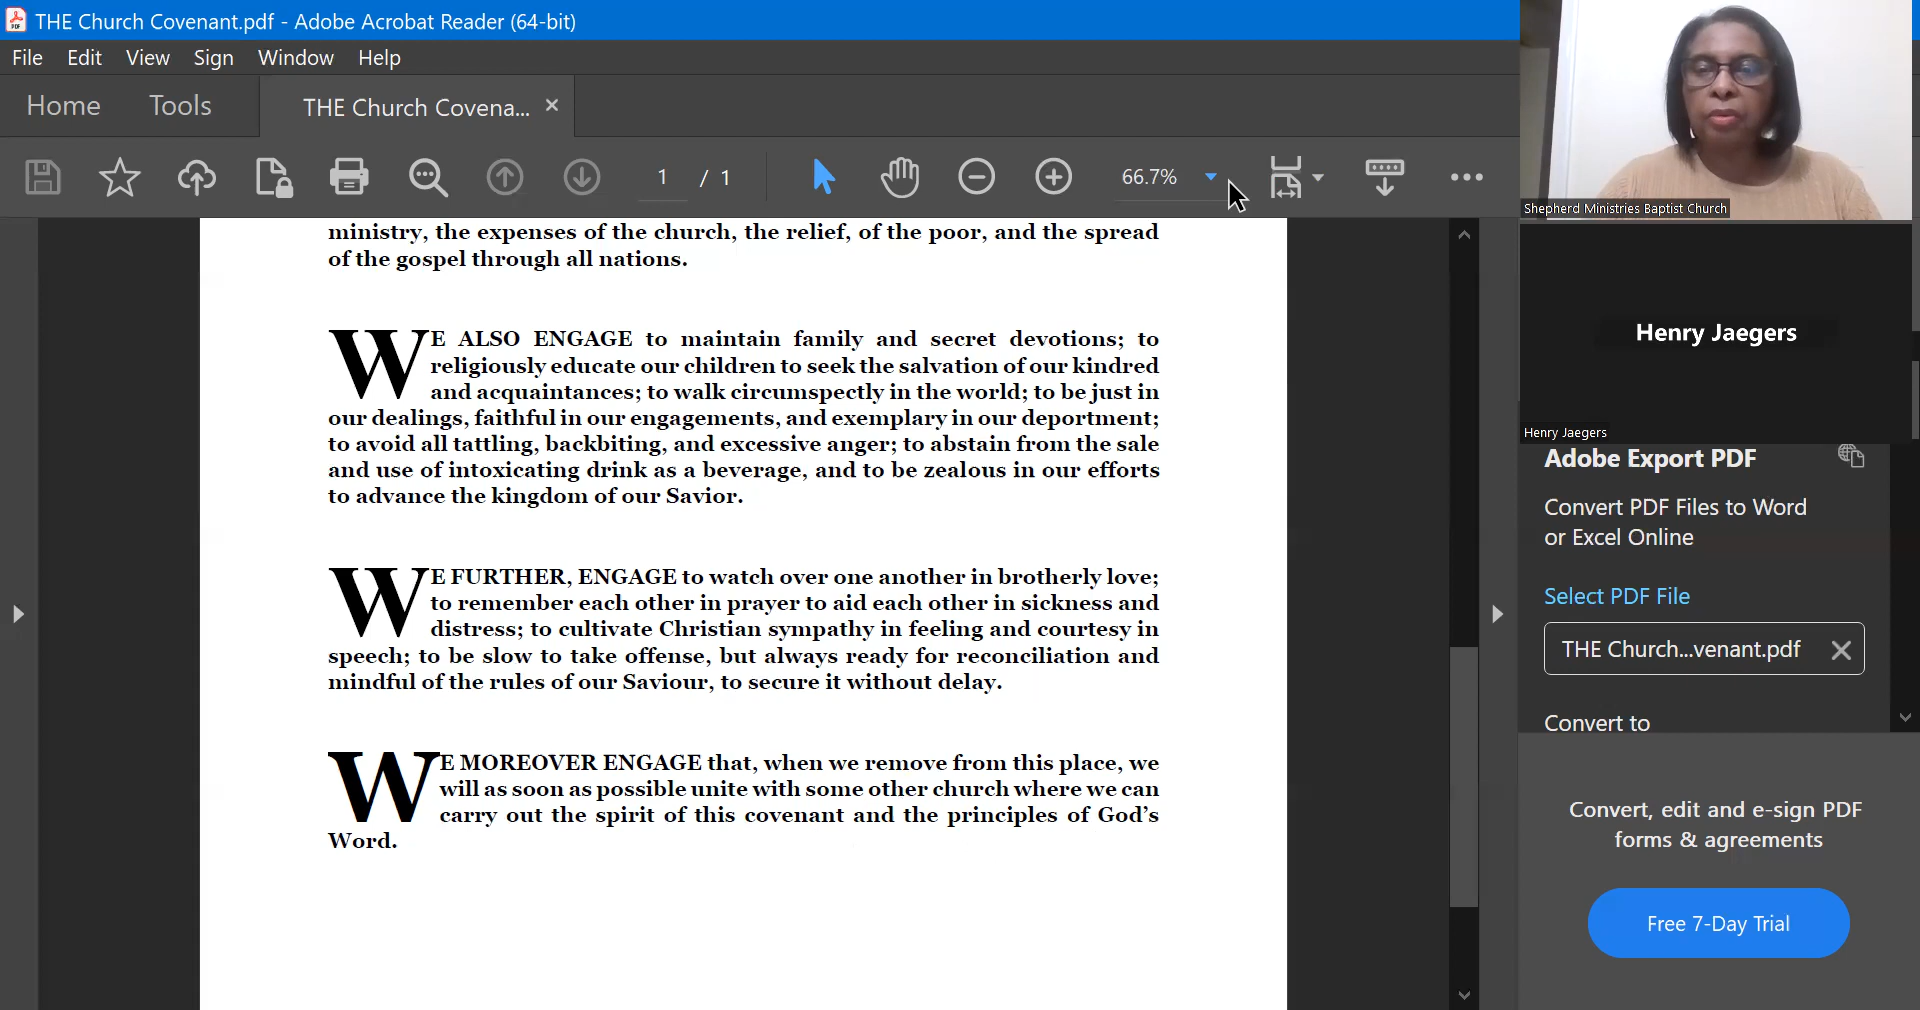 THE Church Covenant.pdf - Adobe Acrobat Reader (64-bit)
File Edit View Sign Window Help
Home Tools THE Church Covena... ×
1 / 1 66.7%
ministry, the expenses of the church, the relief, of the poor, and the spread
of the gospel through all nations.
WE ALSO ENGAGE to maintain family and secret devotions; to
religiously educate our children to seek the salvation of our kindred
and acquaintances; to walk circumspectly in the world; to be just in
our dealings, faithful in our engagements, and exemplary in our deportment;
to avoid all tattling, backbiting, and excessive anger; to abstain from the sale
and use of intoxicating drink as a beverage, and to be zealous in our efforts
to advance the kingdom of our Savior.
WE FURTHER, ENGAGE to watch over one another in brotherly love;
to remember each other in prayer to aid each other in sickness and
distress; to cultivate Christian sympathy in feeling and courtesy in
speech; to be slow to take offense, but always ready for reconciliation and
mindful of the rules of our Saviour, to secure it without delay.
WE MOREOVER ENGAGE that, when we remove from this place, we
will as soon as possible unite with some other church where we can
carry out the spirit of this covenant and the principles of God's
Word.
Shepherd Ministries Baptist Church
Henry Jaegers
Henry Jaegers
Adobe Export PDF
Convert PDF Files to Word
or Excel Online
Select PDF File
THE Church...venant.pdf
Convert to
Convert, edit and e-sign PDF
forms & agreements
Free 7-Day Trial